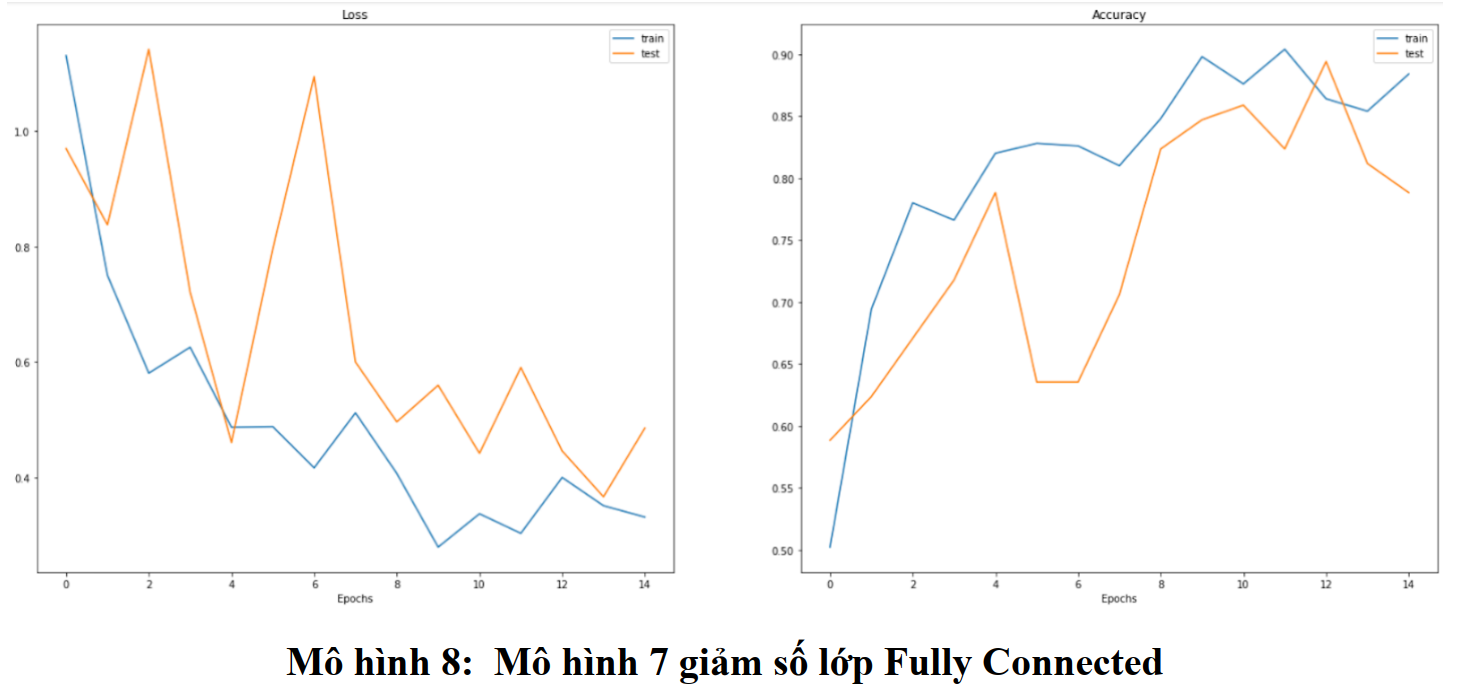 Loss
train
test
1.0
0.8
0.6
0.4
0 2 4 6 8 10 12 14
Epochs
Accuracy
train
test
0.90
0.85
0.80
0.75
0.70
0.65
0.60
0.55
0.50
0 2 4 6 8 10 12 14
Epochs
Mô hình 8: Mô hình 7 giảm số lớp Fully Connected